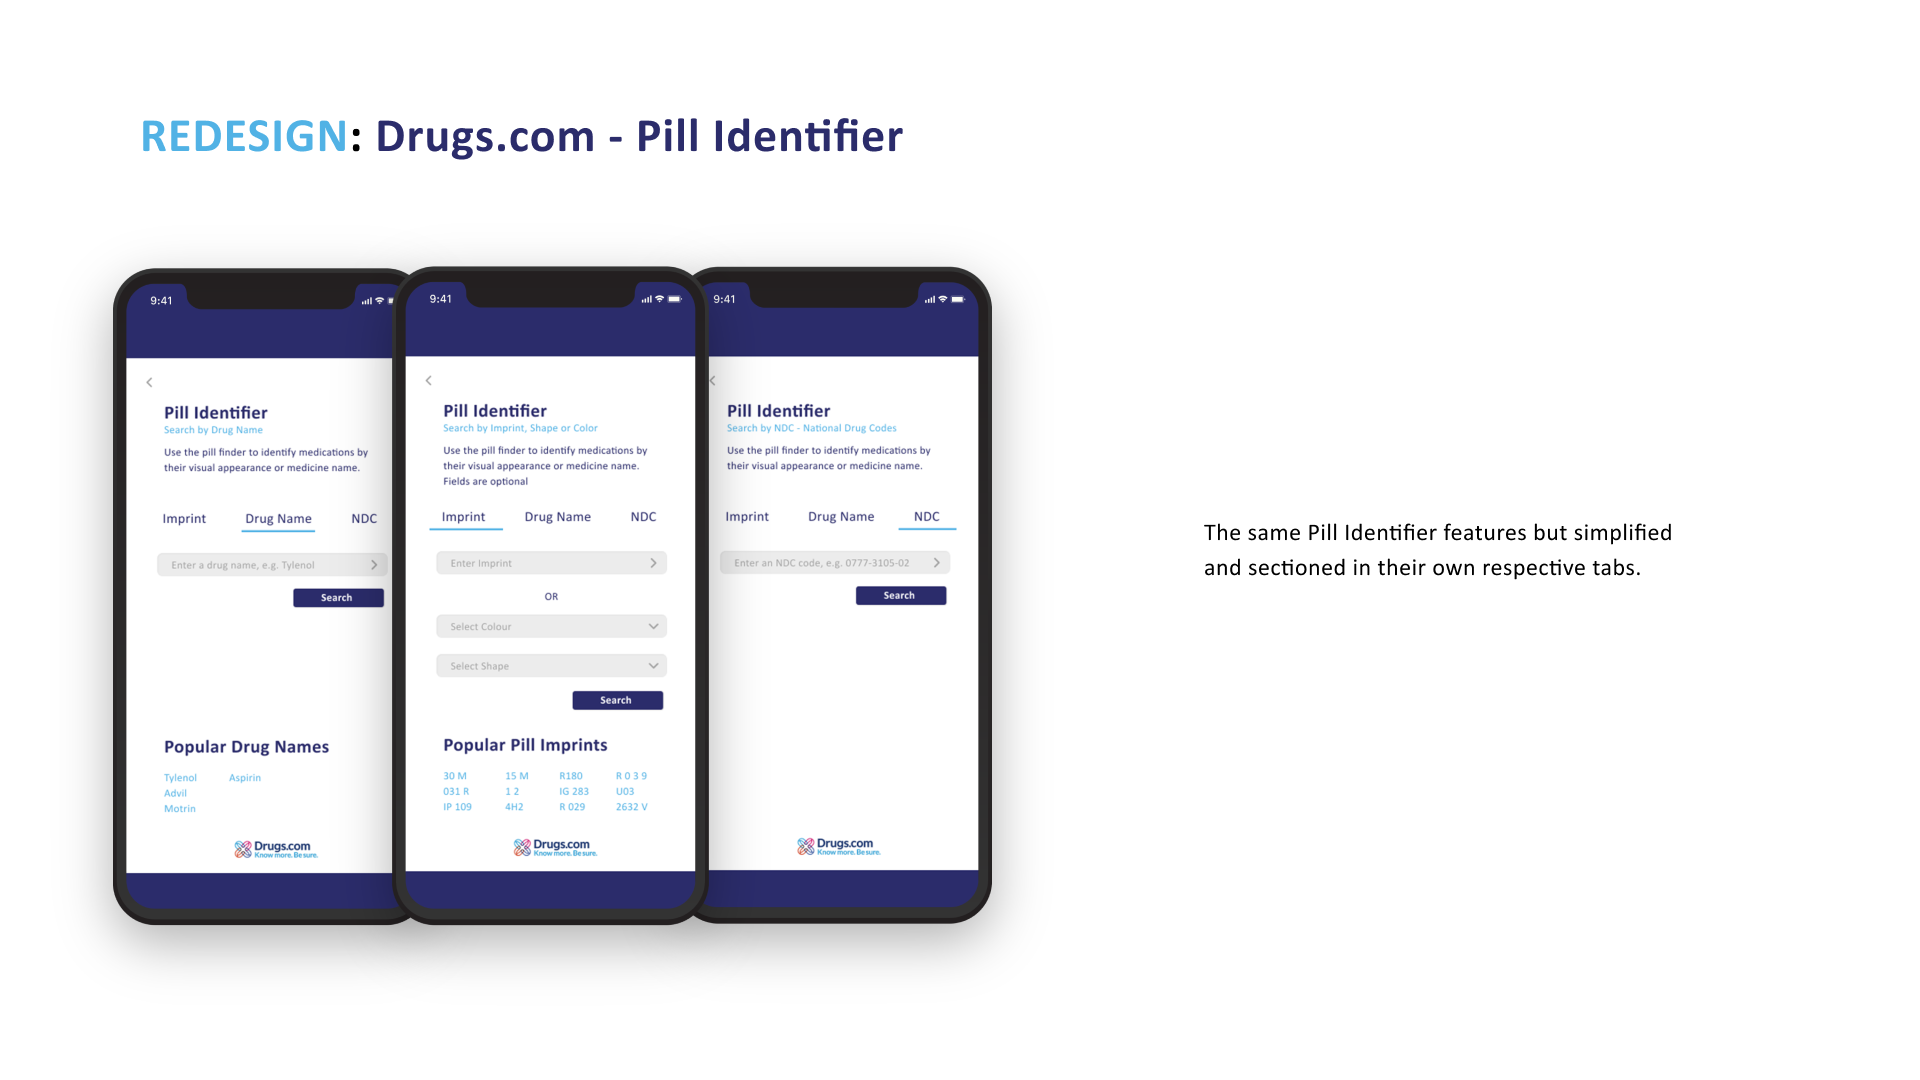 REDESIGN: Drugs.com - Pill Identifier
9:41
Pill Identifier
Search by Drug Name
Use the pill finder to identify medications by
their visual appearance or medicine name.
Imprint Drug Name NDC
Enter a drug name, e.g. Tylenol
Search
Popular Drug Names
Tylenol Aspirin
Advil
Motrin
Drugs.com
Know more. Be sure.
9:41
Pill Identifier
Search by Imprint, Shape or Color
Use the pill finder to identify medications by
their visual appearance or medicine name.
Fields are optional
Imprint Drug Name NDC
Enter Imprint
OR
Select Colour
Select Shape
Search
Popular Pill Imprints
30 M 15 M R180 R 0 3 9
031 R 1 2 IG 283 U03
IP 109 4H2 R 029 2632 V
Drugs.com
Know more. Be sure.
9:41
Pill Identifier
Search by NDC - National Drug Codes
Use the pill finder to identify medications by
their visual appearance or medicine name.
Imprint Drug Name NDC
Enter an NDC code, e.g. 0777-3105-02
Search
Drugs.com
Know more. Be sure.
The same Pill Identifier features but simplified
and sectioned in their own respective tabs.